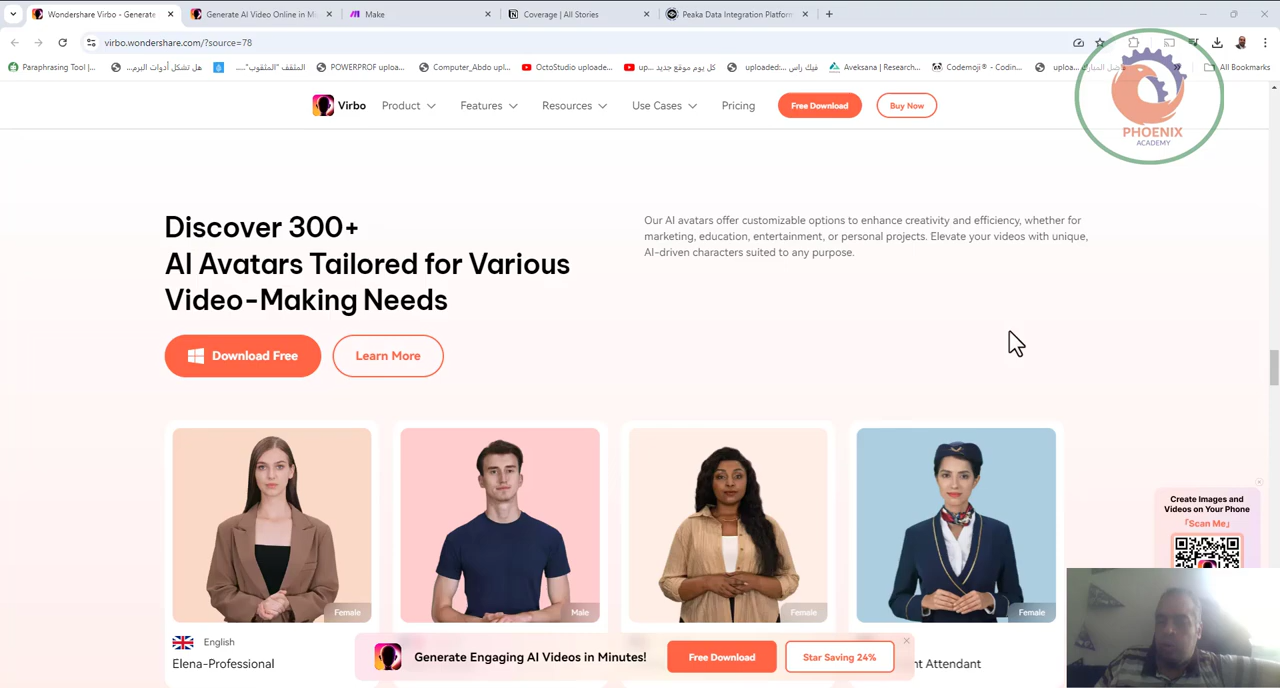 Wondershare Virbo - Generate
Generate AI Video Online in Mi
Make
Coverage | All Stories
Peaka Data Integration Platform
virbo.wondershare.com/?source=78
Paraphrasing Tool |...
هل تشكل أدوات اليرم...
المثقف "المثقوب"...
POWERPROF uploa...
Computer_Abdo upl...
OctoStudio uploade...
كل يوم موقع جديد up...
فيك راس uploaded:...
Aveksana | Research...
Codemoji® - Codin...
uploa...
»
All Bookmarks
Virbo
Product
Features
Resources
Use Cases
Pricing
Free Download
Buy Now
PHOENIX
ACADEMY
Discover 300+
AI Avatars Tailored for Various
Video-Making Needs
Our AI avatars offer customizable options to enhance creativity and efficiency, whether for
marketing, education, entertainment, or personal projects. Elevate your videos with unique,
AI-driven characters suited to any purpose.
Download Free
Learn More
Female
Male
Female
Female
Create Images and
Videos on Your Phone
「Scan Me」
English
Elena-Professional
Generate Engaging AI Videos in Minutes!
Free Download
Star Saving 24%
nt Attendant